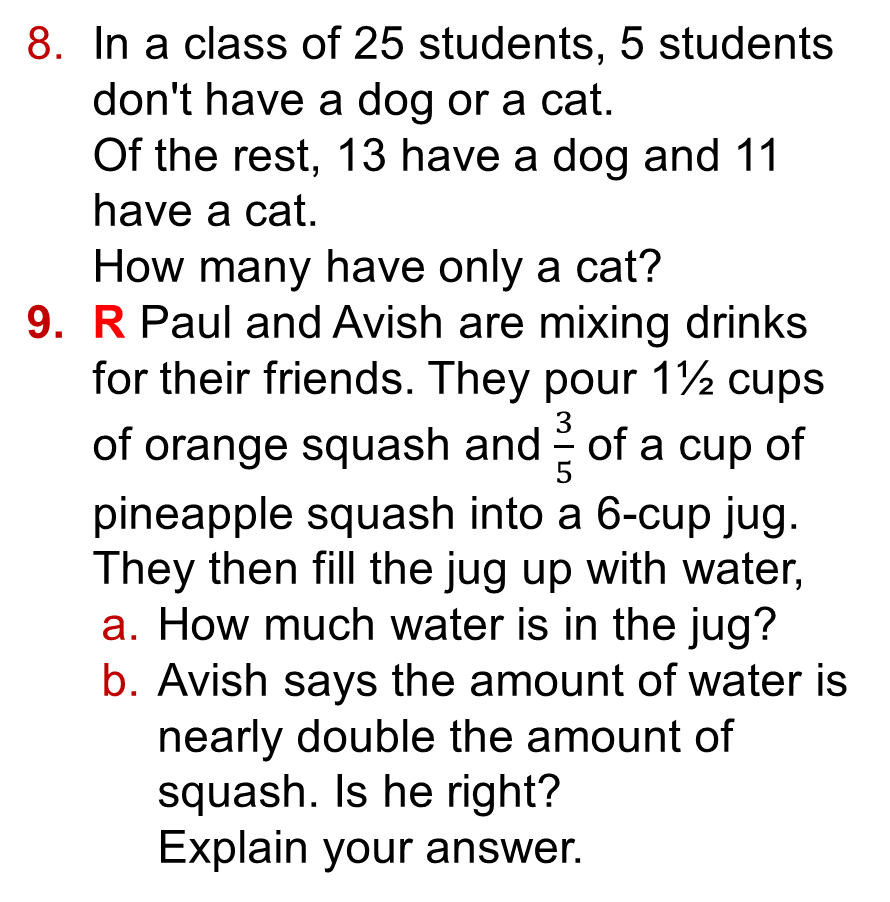 8. In a class of 25 students, 5 students
don't have a dog or a cat.
Of the rest, 13 have a dog and 11
have a cat.
How many have only a cat?
9. R Paul and Avish are mixing drinks
for their friends. They pour 1½ cups
of orange squash and 3/5 of a cup of
pineapple squash into a 6-cup jug.
They then fill the jug up with water,
a. How much water is in the jug?
b. Avish says the amount of water is
nearly double the amount of
squash. Is he right?
Explain your answer.